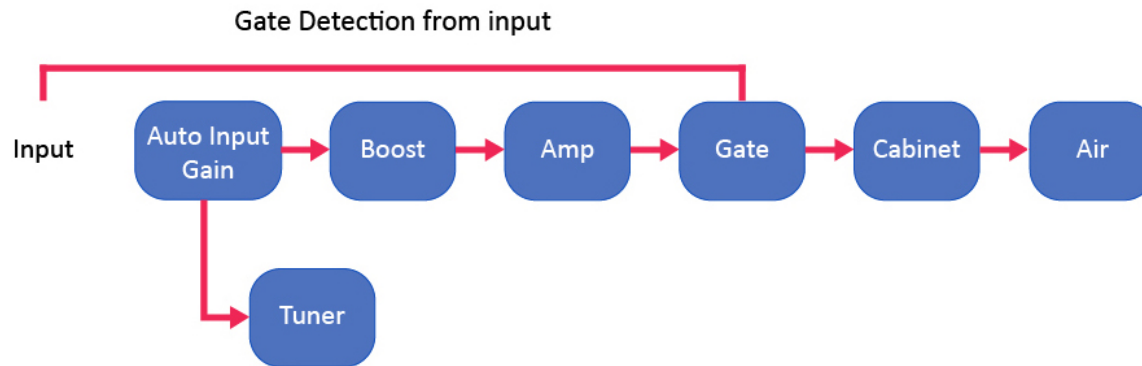 Gate Detection from input
Input
Auto Input
Gain
Boost
Amp
Gate
Cabinet
Air
Tuner